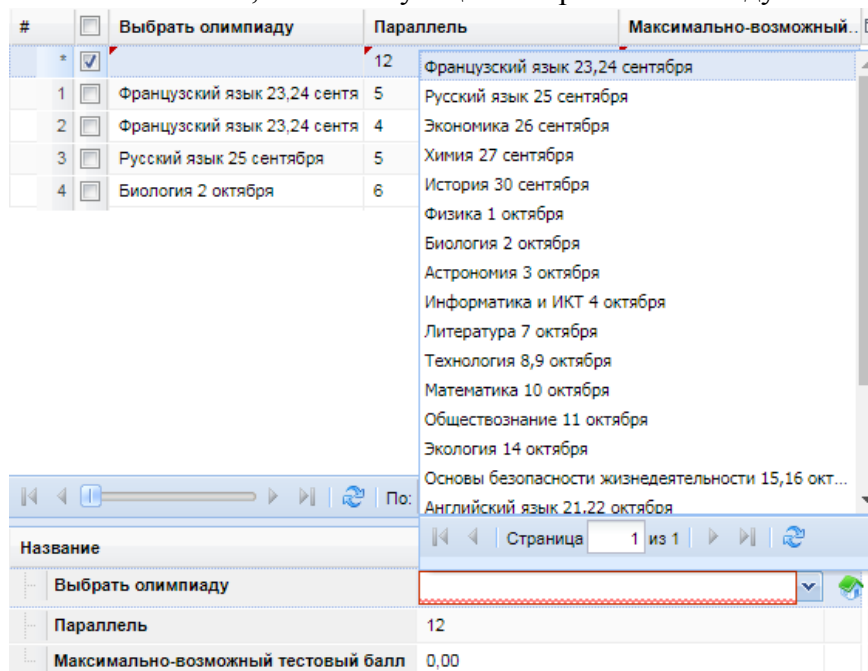 # Выбрать олимпиаду Параллель Максимально-возможный..
* 12
1 Французский язык 23,24 сентя 5
2 Французский язык 23,24 сентя 4
3 Русский язык 25 сентября 5
4 Биология 2 октября 6
Французский язык 23,24 сентября
Русский язык 25 сентября
Экономика 26 сентября
Химия 27 сентября
История 30 сентября
Физика 1 октября
Биология 2 октября
Астрономия 3 октября
Информатика и ИКТ 4 октября
Литература 7 октября
Технология 8,9 октября
Математика 10 октября
Обществознание 11 октября
Экология 14 октября
Основы безопасности жизнедеятельности 15,16 окт...
Английский язык 21,22 октября
По:
Страница 1 из 1
Название
Выбрать олимпиаду
Параллель 12
Максимально-возможный тестовый балл 0,00